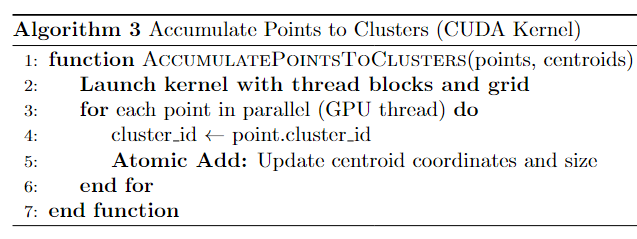 Algorithm 3 Accumulate Points to Clusters (CUDA Kernel)
1: function ACCUMULATEPOINTSTOCLUSTERS(points, centroids)
2: Launch kernel with thread blocks and grid
3: for each point in parallel (GPU thread) do
4: cluster_id ← point.cluster_id
5: Atomic Add: Update centroid coordinates and size
6: end for
7: end function